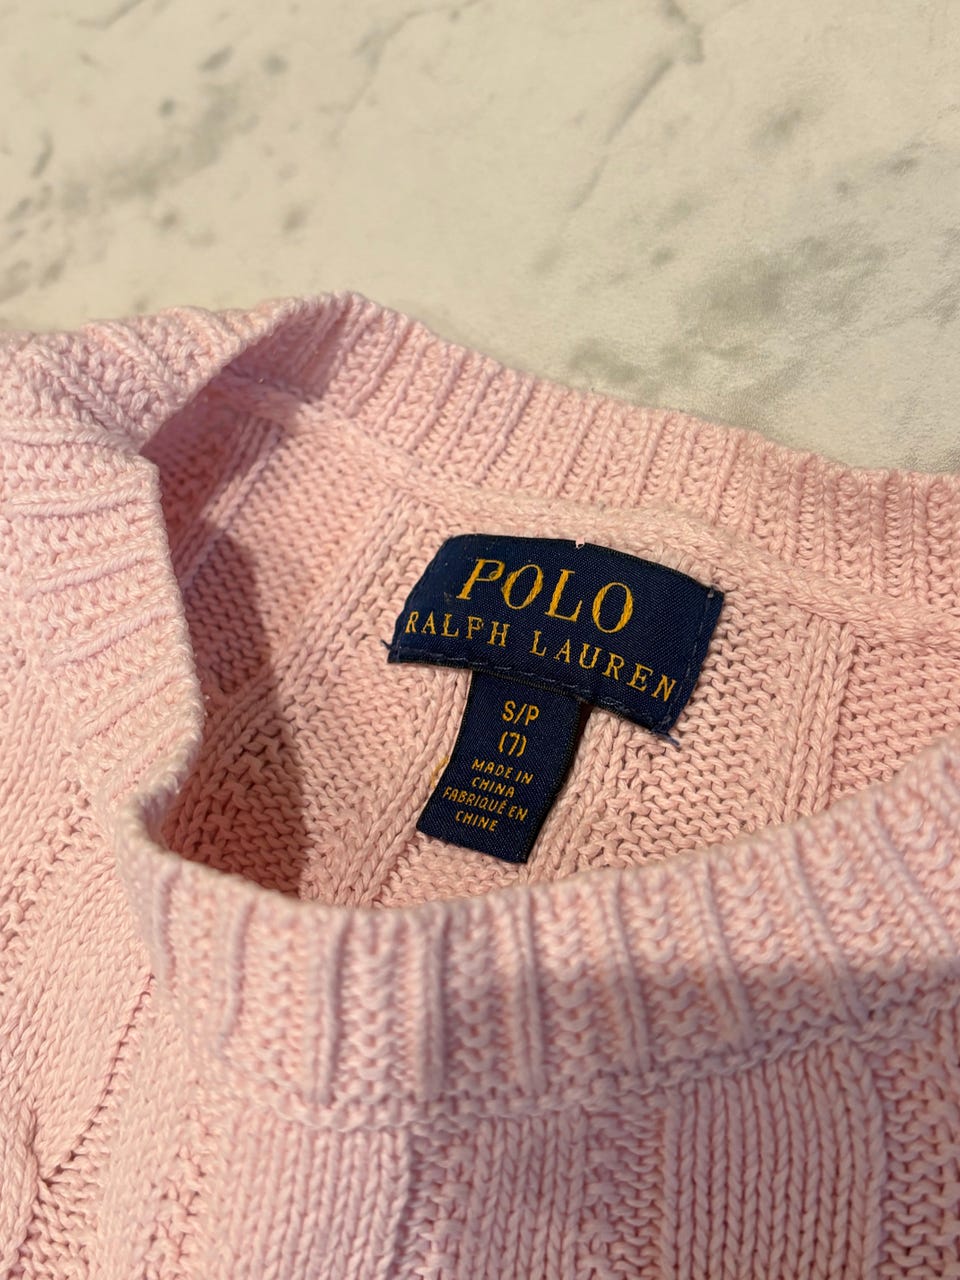 POLO
RALPH LAUREN
S/P
(7)
MADE IN
CHINA
FABRIQUÉ EN
CHINE